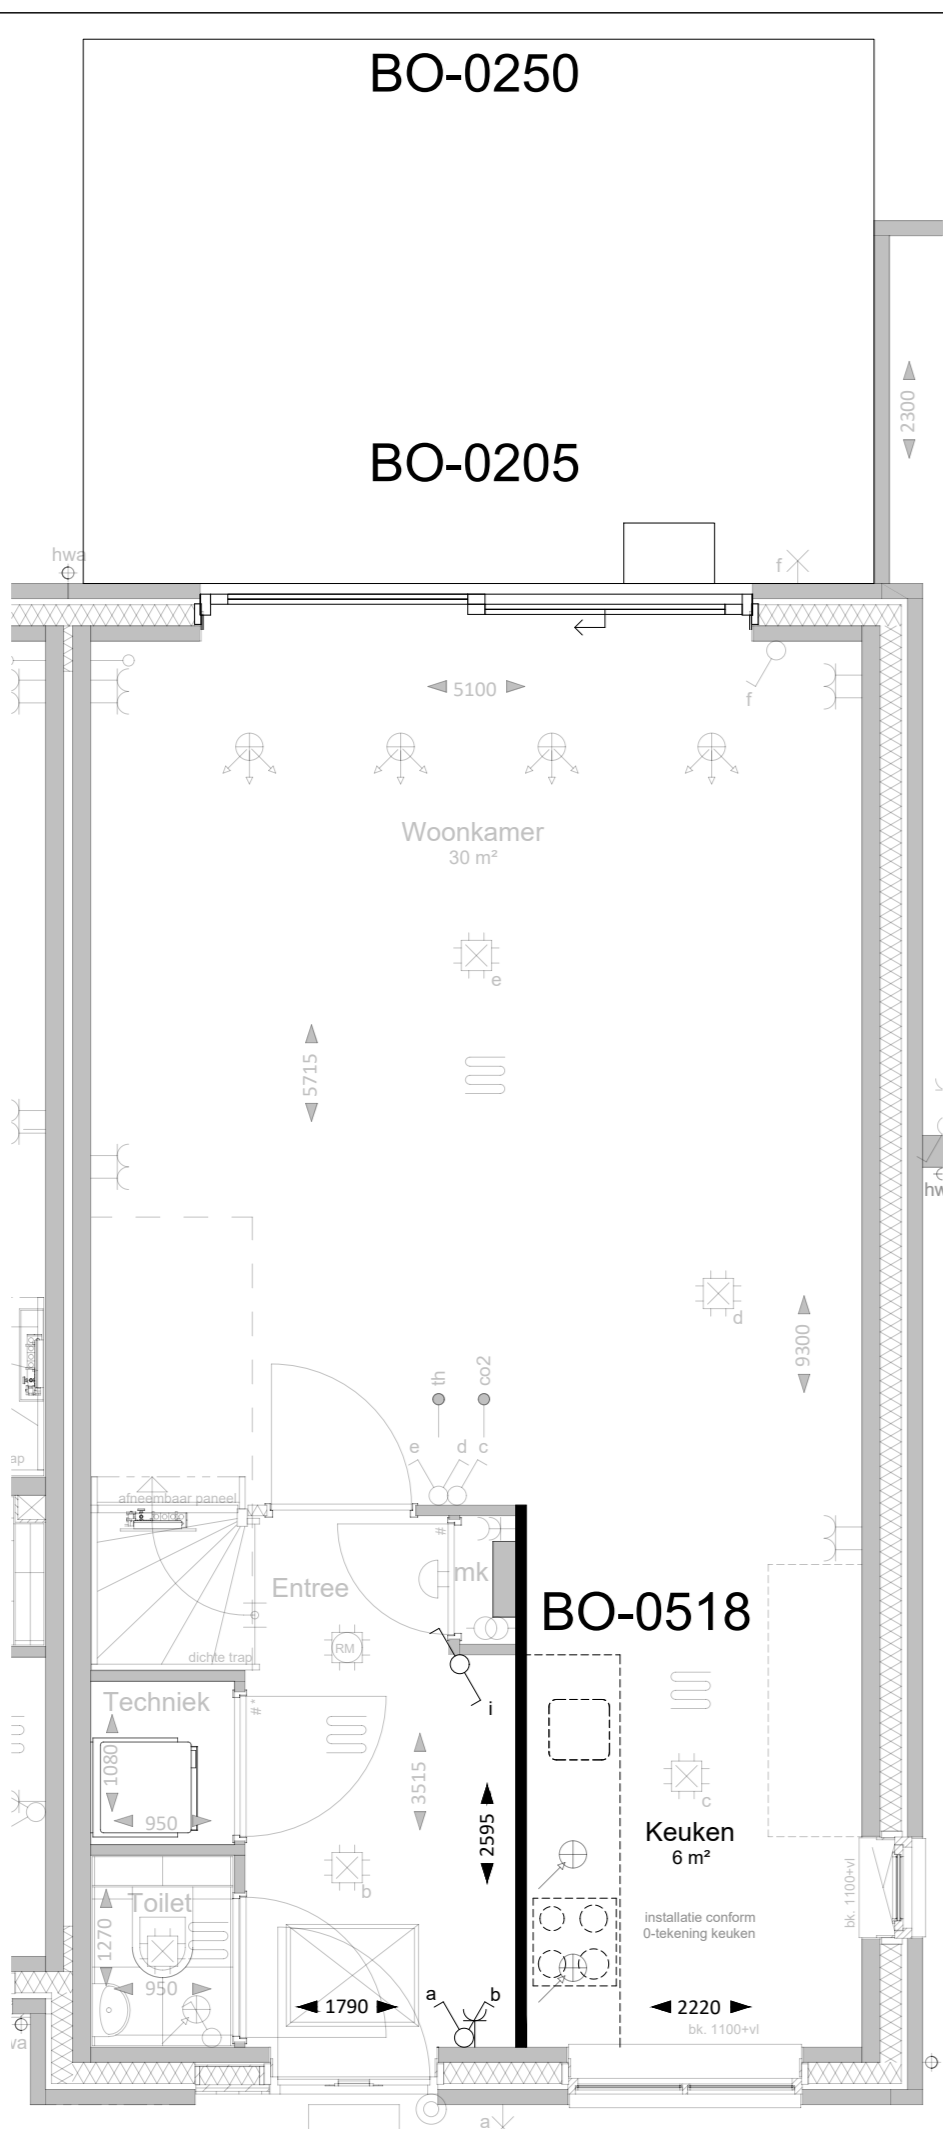 BO-0250
2300
BO-0205
hwa
f
f
5100
Woonkamer
30 m²
e
5715
hw
d
9300
th
co2
e
d
c
ap
afneembaar paneel
#
mk
Entree
BO-0518
RM
dichte trap
i
Techniek
#*
1080
950
3515
2595
c
Keuken
6 m²
b
Toilet
bk. 1100+vl
installatie conform
0-tekening keuken
1270
950
a
b
1790
2220
bk. 1100+vl
wa
a